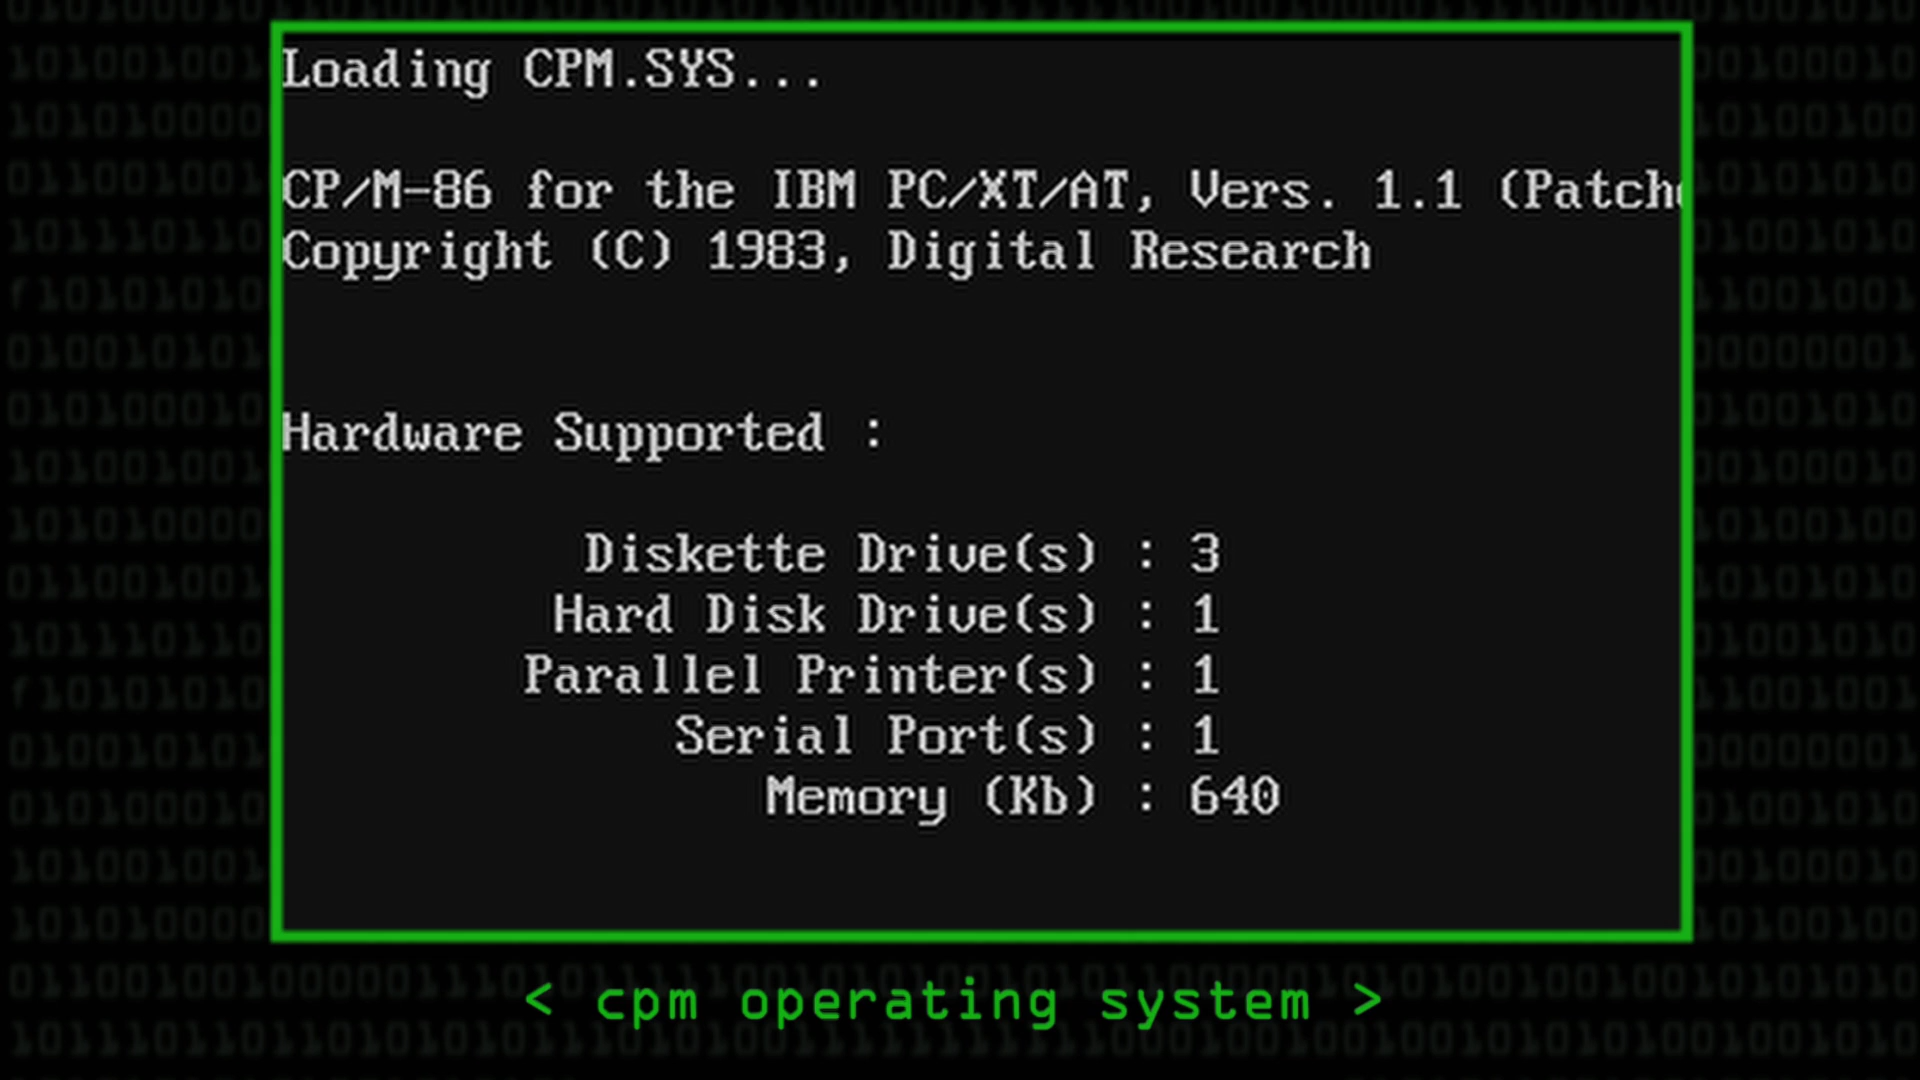 Loading CPM.SYS...
CP/M-86 for the IBM PC/XT/AT, Vers. 1.1 (Patch
Copyright (C) 1983, Digital Research
Hardware Supported :
Diskette Drive(s) : 3
Hard Disk Drive(s) : 1
Parallel Printer(s) : 1
Serial Port(s) : 1
Memory (Kb) : 640
< cpm operating system >